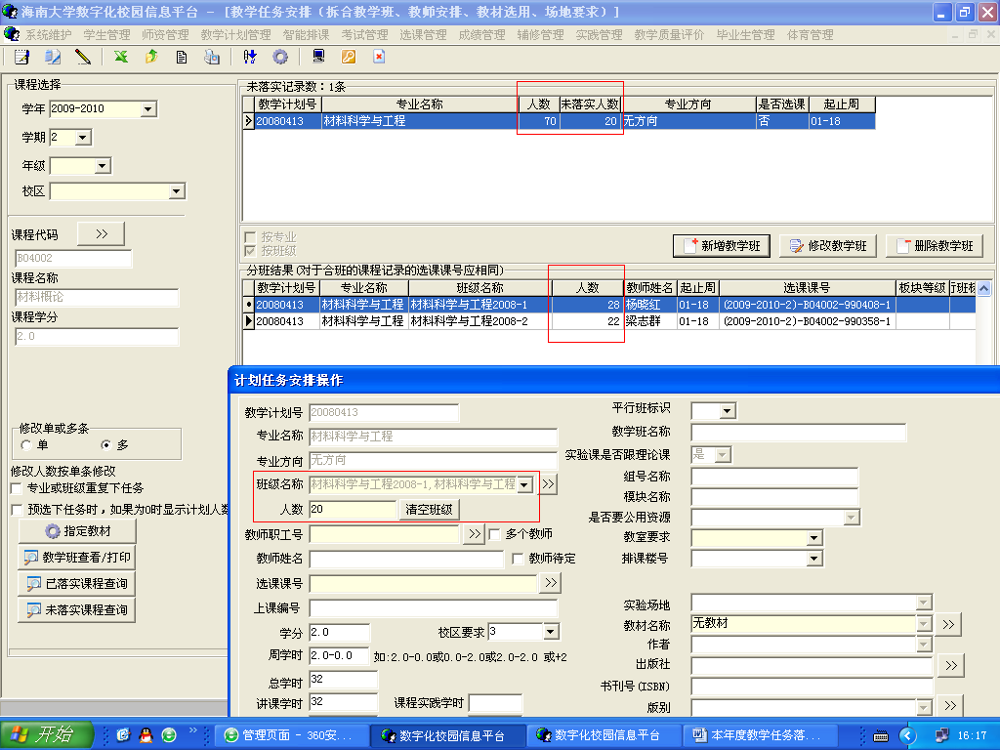 海南大学数字化校园信息平台 - [教学任务安排（拆合教学班、教师安排、教材选用、场地要求）]
系统维护 学生管理 师资管理 教学计划管理 智能排课 考试管理 选课管理 成绩管理 辅修管理 实践管理 教学质量评价 毕业生管理 体育管理
课程选择
学年 2009-2010
学期 2
年级
校区
课程代码 >>
B04002
课程名称
材料概论
课程学分
2.0
修改单或多条
单 多
修改人数按单条修改
专业或班级重复下任务
预选下任务时，如果为0时显示计划人数
指定教材
教学班查看/打印
已落实课程查询
未落实课程查询
未落实记录数：1条
教学计划号 专业名称 人数 未落实人数 专业方向 是否选课 起止周
20080413 材料科学与工程 70 20 无方向 否 01-18
按专业
按班级
新增教学班 修改教学班 删除教学班
分班结果(对于合班的课程记录的选课课号应相同)
教学计划号 专业名称 班级名称 人数 教师姓名 起止周 选课课号 板块等级
20080413 材料科学与工程 材料科学与工程2008-1 28 杨晓红 01-18 (2009-2010-2)-B04002-990408-1
20080413 材料科学与工程 材料科学与工程2008-2 22 梁志群 01-18 (2009-2010-2)-B04002-990358-1
计划任务安排操作
教学计划号 20080413
专业名称 材料科学与工程
专业方向 无方向
班级名称 材料科学与工程2008-1,材料科学与工程 >>
人数 20 清空班级
教师职工号 >> 多个教师
教师姓名 教师待定
选课课号 >>
上课编号
学分 2.0 校区要求 3
周学时 2.0-0.0 如:2.0-0.0或0.0-2.0或2.0-2.0 或+2
总学时 32
讲课学时 32 课程实践学时
平行班标识
教学班名称
实验课是否跟理论课 是
组号名称
模块名称
是否要公用资源
教室要求
排课楼号
实验场地
教材名称 无教材 >>
作者
出版社 >>
书刊号(ISBN)
版别 >>
开始 管理页面 - 360安... 数字化校园信息平台 数字化校园信息平台 本年度教学任务落... 16:17